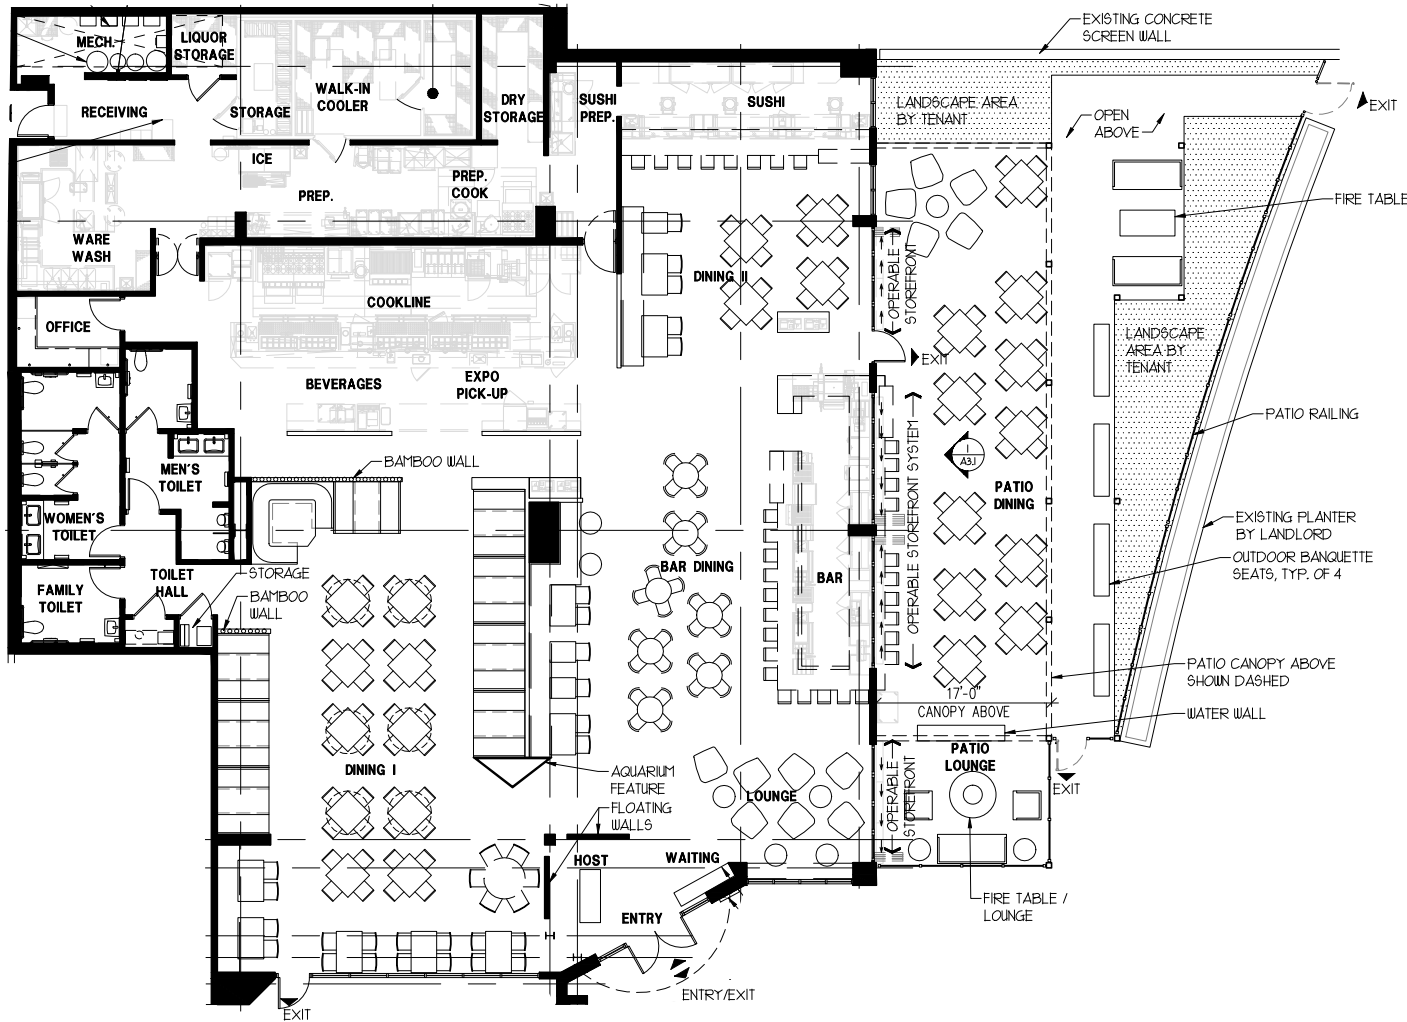 EXISTING CONCRETE
SCREEN WALL
MECH.
LIQUOR
STORAGE
RECEIVING
STORAGE
WALK-IN
COOLER
DRY
STORAGE
SUSHI
PREP.
SUSHI
LANDSCAPE AREA
BY TENANT
OPEN
ABOVE
EXIT
ICE
PREP.
PREP.
COOK
FIRE TABLE
WARE
WASH
DINING II
OPERABLE
STOREFRONT
COOKLINE
OFFICE
LANDSCAPE
AREA BY
TENANT
EXIT
BEVERAGES
EXPO
PICK-UP
PATIO RAILING
BAMBOO WALL
MEN'S
TOILET
OPERABLE STOREFRONT SYSTEM
1
A3.1
PATIO
DINING
WOMEN'S
TOILET
EXISTING PLANTER
BY LANDLORD
OUTDOOR BANQUETTE
SEATS, TYP. OF 4
BAR DINING
BAR
TOILET
HALL
STORAGE
FAMILY
TOILET
BAMBOO
WALL
PATIO CANOPY ABOVE
SHOWN DASHED
17'-0"
CANOPY ABOVE
WATER WALL
PATIO
LOUNGE
DINING I
AQUARIUM
FEATURE
FLOATING
WALLS
LOUNGE
OPERABLE
STOREFRONT
EXIT
HOST
WAITING
ENTRY
FIRE TABLE /
LOUNGE
ENTRY/EXIT
EXIT